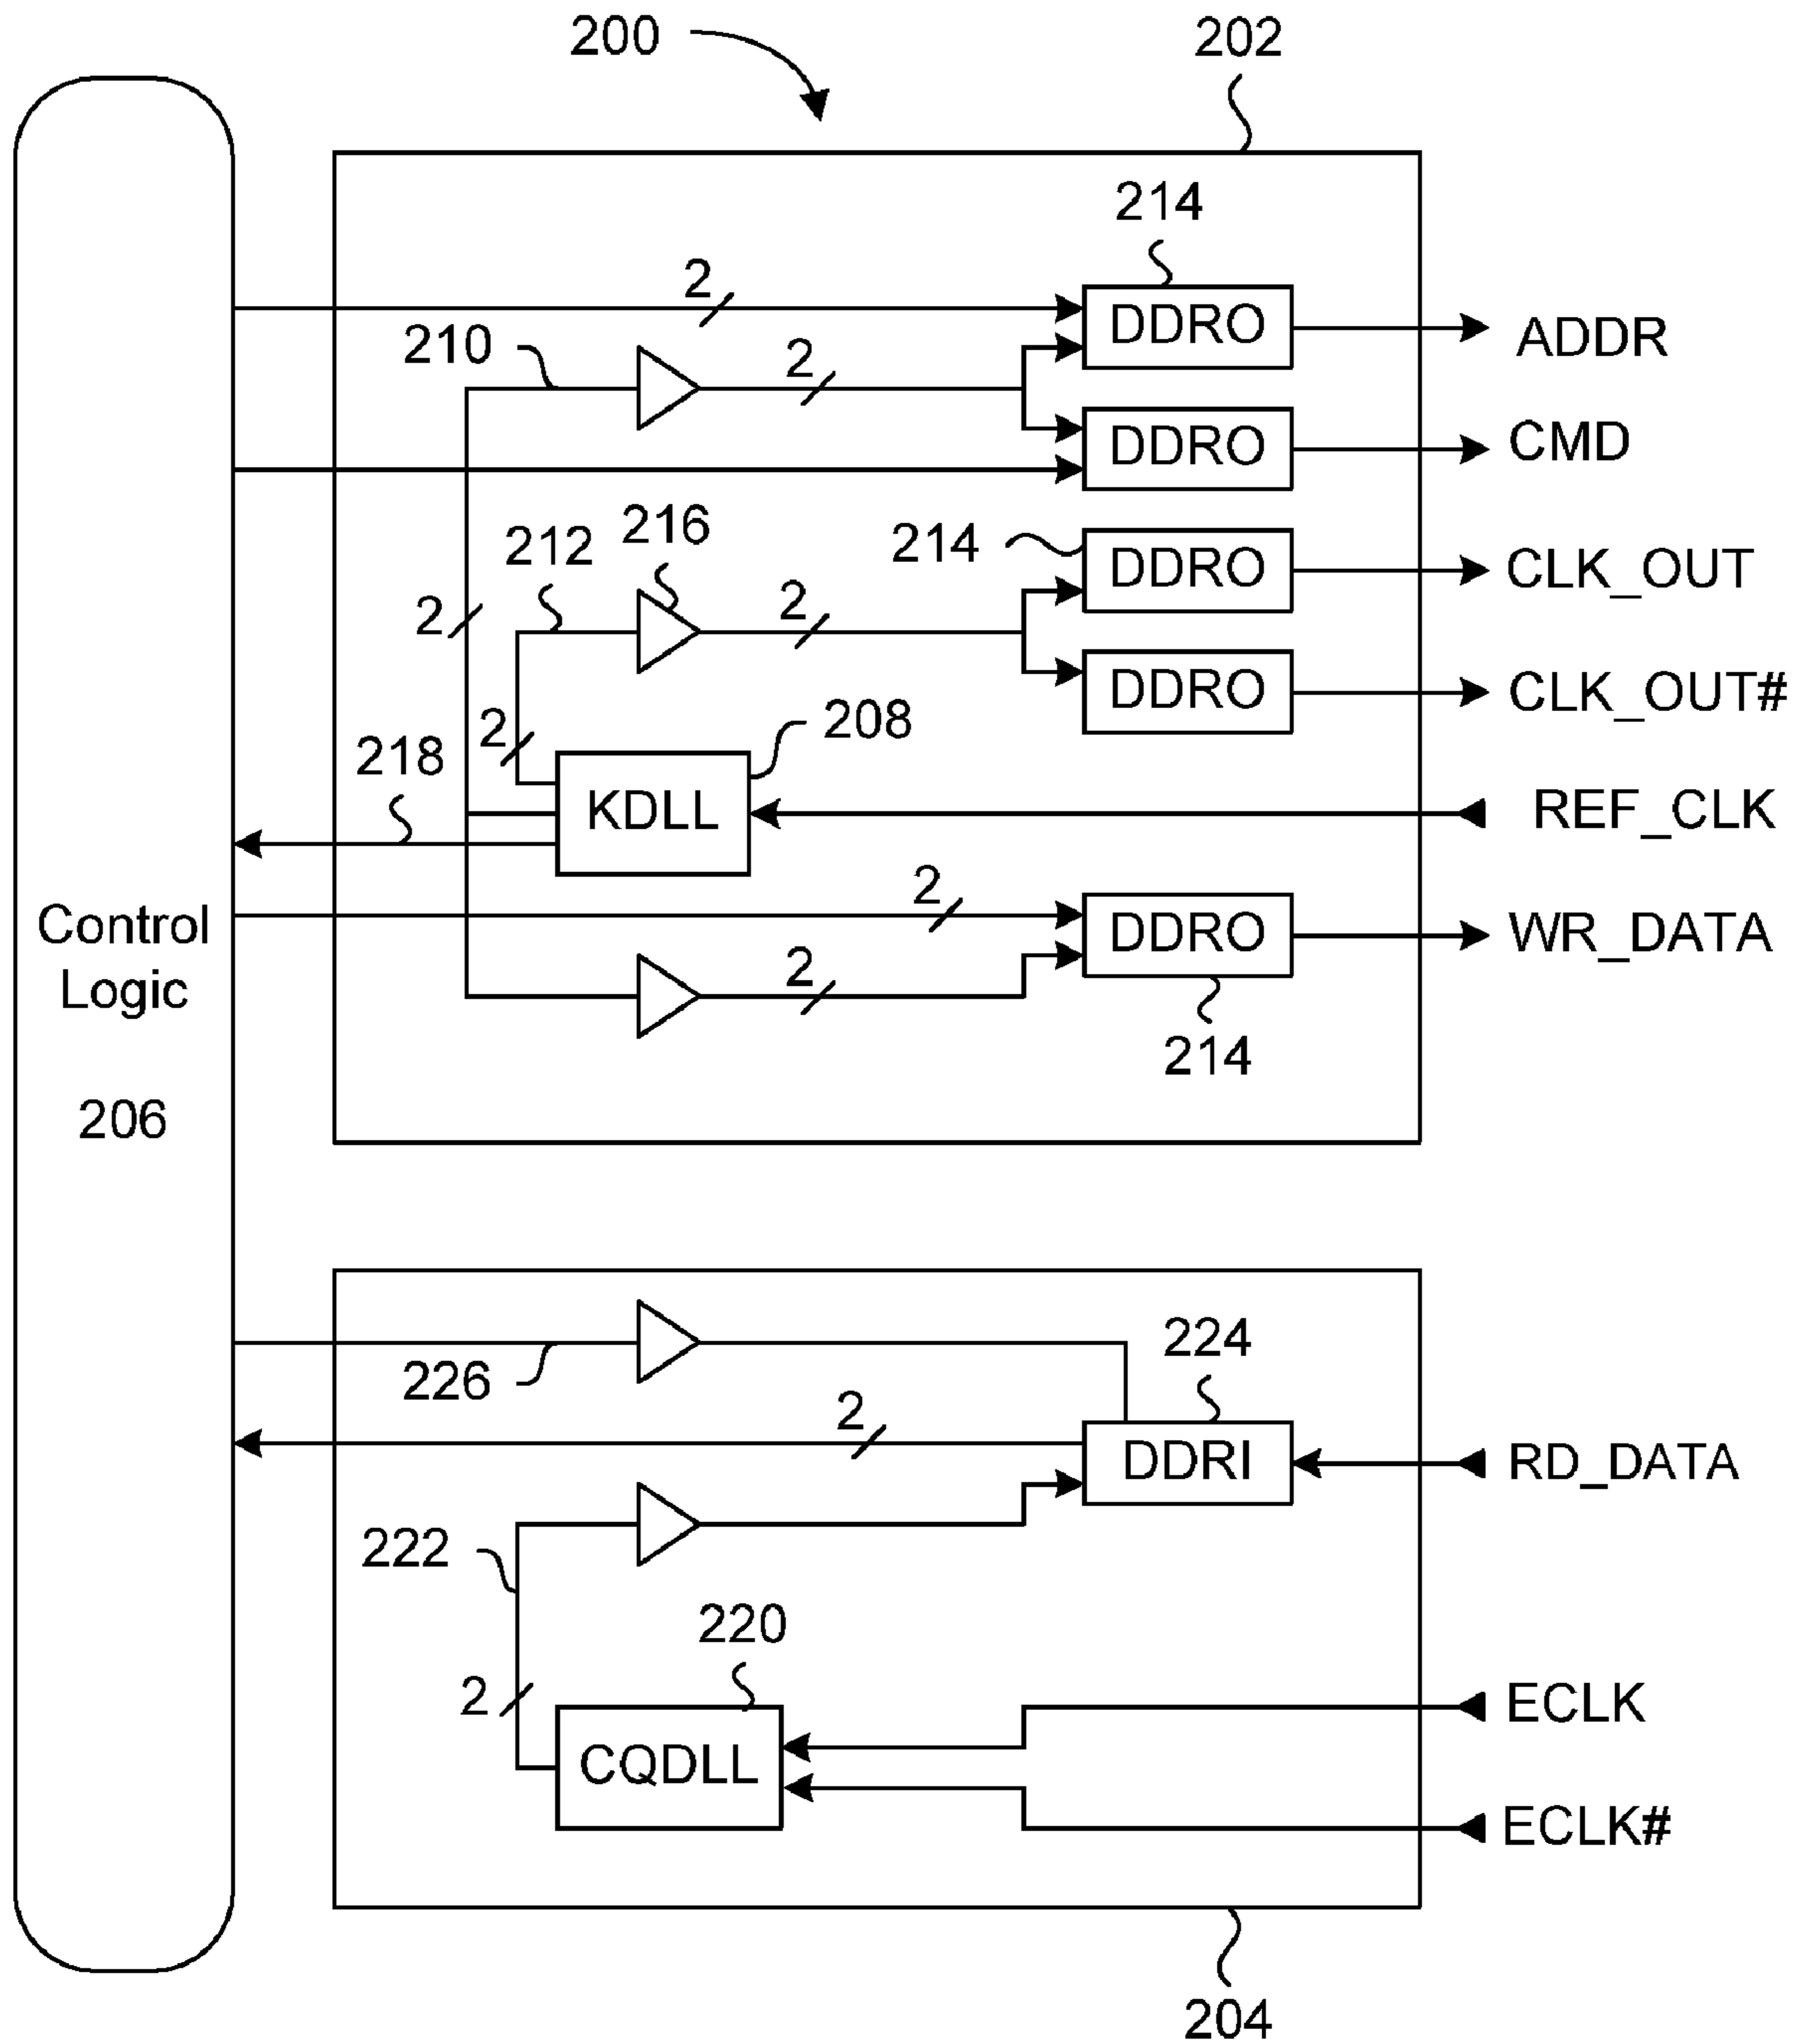 200
202
214
2
DDRO
ADDR
210
2
DDRO
CMD
212
216
214
DDRO
CLK_OUT
2
2
DDRO
CLK_OUT#
2
208
218
KDLL
REF_CLK
2
DDRO
WR_DATA
Control
Logic
2
214
206
224
226
2
DDRI
RD_DATA
222
220
2
ECLK
CQDLL
ECLK#
204